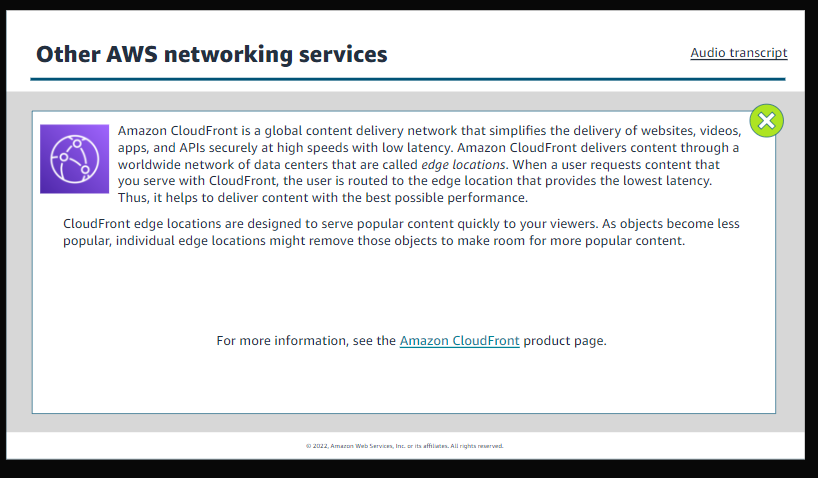 Other AWS networking services
Audio transcript
Amazon CloudFront is a global content delivery network that simplifies the delivery of websites, videos,
apps, and APIs securely at high speeds with low latency. Amazon CloudFront delivers content through a
worldwide network of data centers that are called edge locations. When a user requests content that
you serve with CloudFront, the user is routed to the edge location that provides the lowest latency.
Thus, it helps to deliver content with the best possible performance.
CloudFront edge locations are designed to serve popular content quickly to your viewers. As objects become less
popular, individual edge locations might remove those objects to make room for more popular content.
For more information, see the Amazon CloudFront product page.
© 2022, Amazon Web Services, Inc. or its affiliates. All rights reserved.